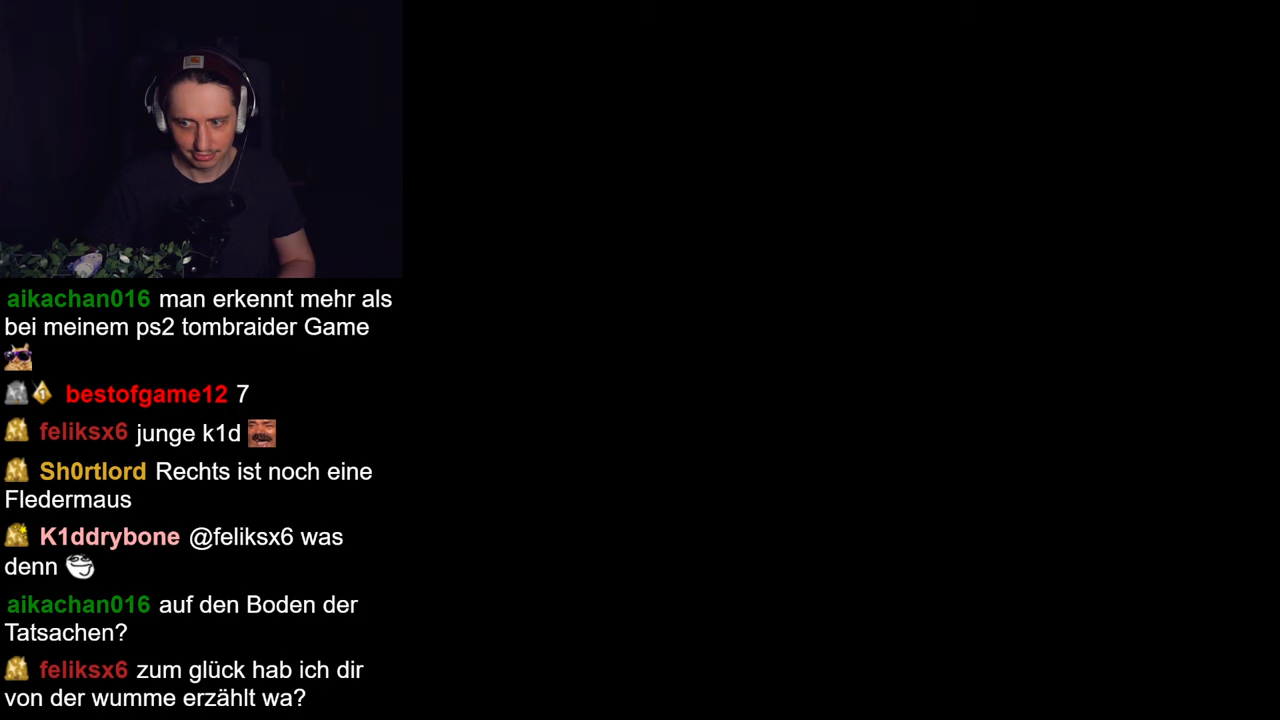 aikachan016 man erkennt mehr als
bei meinem ps2 tombraider Game
bestofgame12 7
feliksx6 junge k1d
Sh0rtlord Rechts ist noch eine
Fledermaus
K1ddrybone @feliksx6 was
denn
aikachan016 auf den Boden der
Tatsachen?
feliksx6 zum glück hab ich dir
von der wumme erzählt wa?